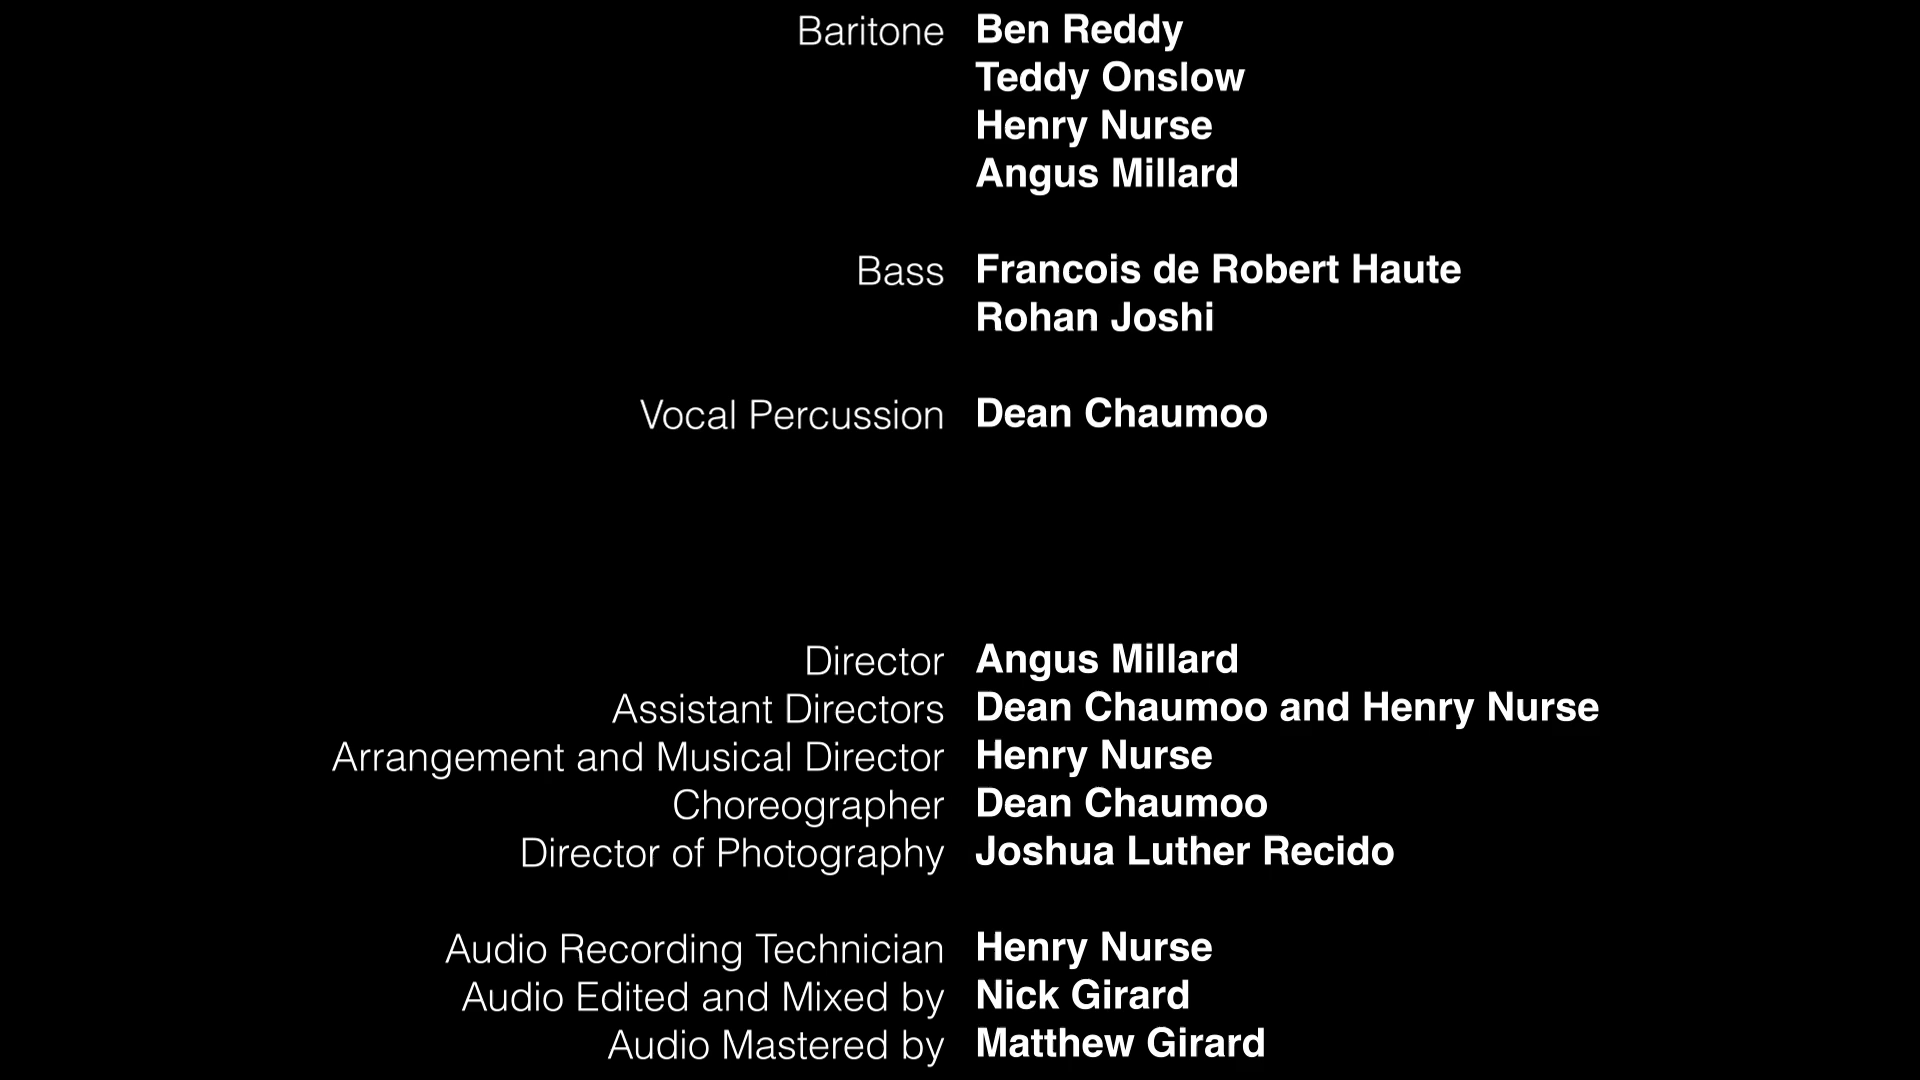 Baritone Ben Reddy
Teddy Onslow
Henry Nurse
Angus Millard
Bass Francois de Robert Haute
Rohan Joshi
Vocal Percussion Dean Chaumoo
Director Angus Millard
Assistant Directors Dean Chaumoo and Henry Nurse
Arrangement and Musical Director Henry Nurse
Choreographer Dean Chaumoo
Director of Photography Joshua Luther Recido
Audio Recording Technician Henry Nurse
Audio Edited and Mixed by Nick Girard
Audio Mastered by Matthew Girard